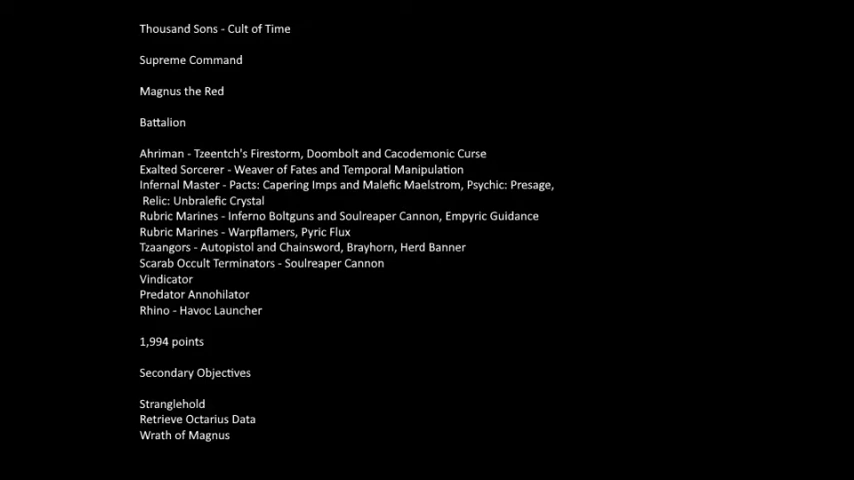 Thousand Sons - Cult of Time
Supreme Command
Magnus the Red
Battalion
Ahriman - Tzeentch's Firestorm, Doombolt and Cacodemonic Curse
Exalted Sorcerer - Weaver of Fates and Temporal Manipulation
Infernal Master - Pacts: Capering Imps and Malefic Maelstrom, Psychic: Presage,
Relic: Unbralefic Crystal
Rubric Marines - Inferno Boltguns and Soulreaper Cannon, Empyric Guidance
Rubric Marines - Warpflamers, Pyric Flux
Tzaangors - Autopistol and Chainsword, Brayhorn, Herd Banner
Scarab Occult Terminators - Soulreaper Cannon
Vindicator
Predator Annohilator
Rhino - Havoc Launcher
1,994 points
Secondary Objectives
Stranglehold
Retrieve Octarius Data
Wrath of Magnus